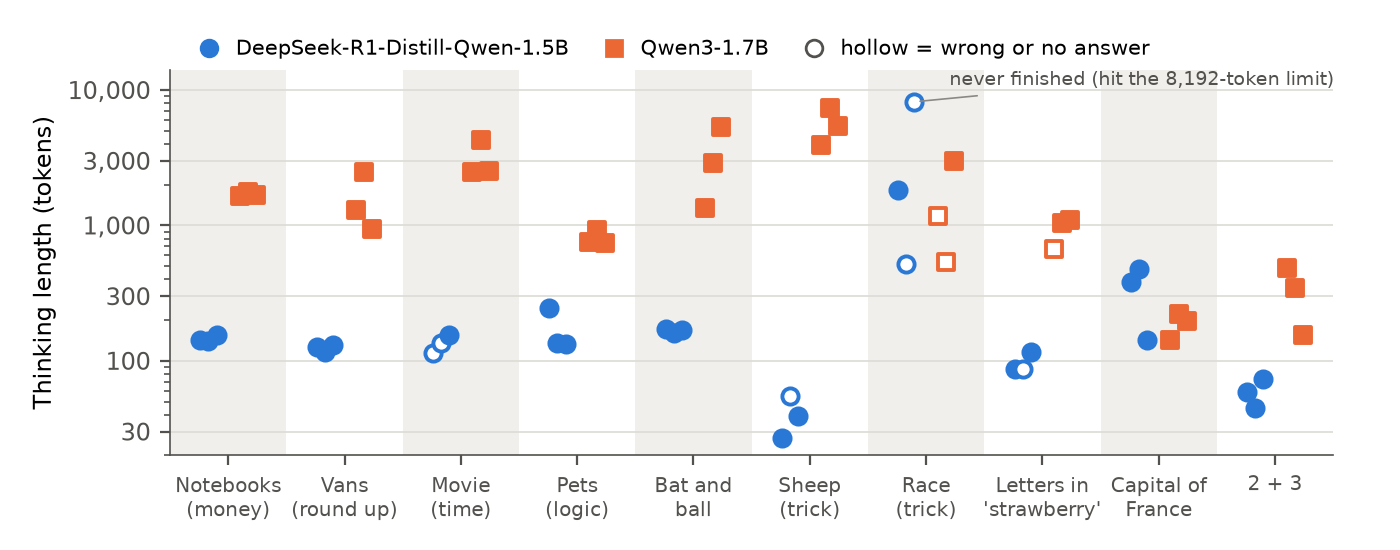 DeepSeek-R1-Distill-Qwen-1.5B
Qwen3-1.7B
hollow = wrong or no answer
never finished (hit the 8,192-token limit)
Thinking length (tokens)
10,000
3,000
1,000
300
100
30
Notebooks
(money)
Vans
(round up)
Movie
(time)
Pets
(logic)
Bat and
ball
Sheep
(trick)
Race
(trick)
Letters in
'strawberry'
Capital of
France
2 + 3